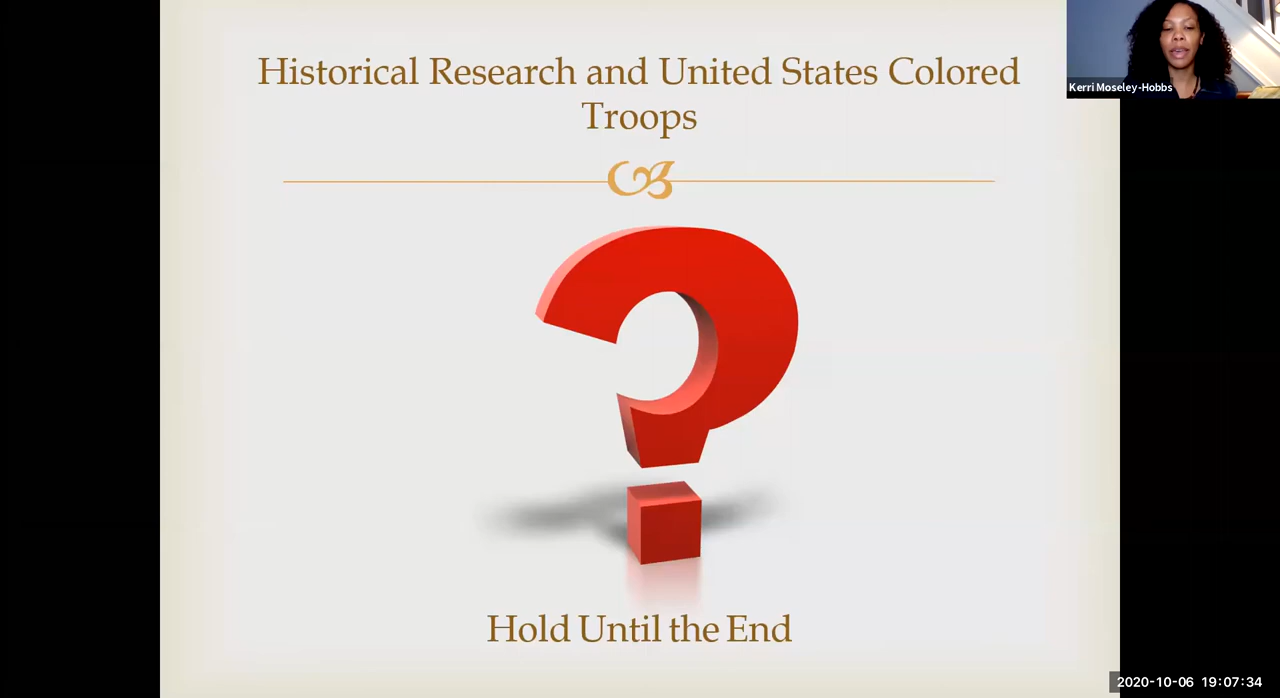 Historical Research and United States Colored
Troops
Kerri Moseley-Hobbs
Hold Until the End
2020-10-06 19:07:34